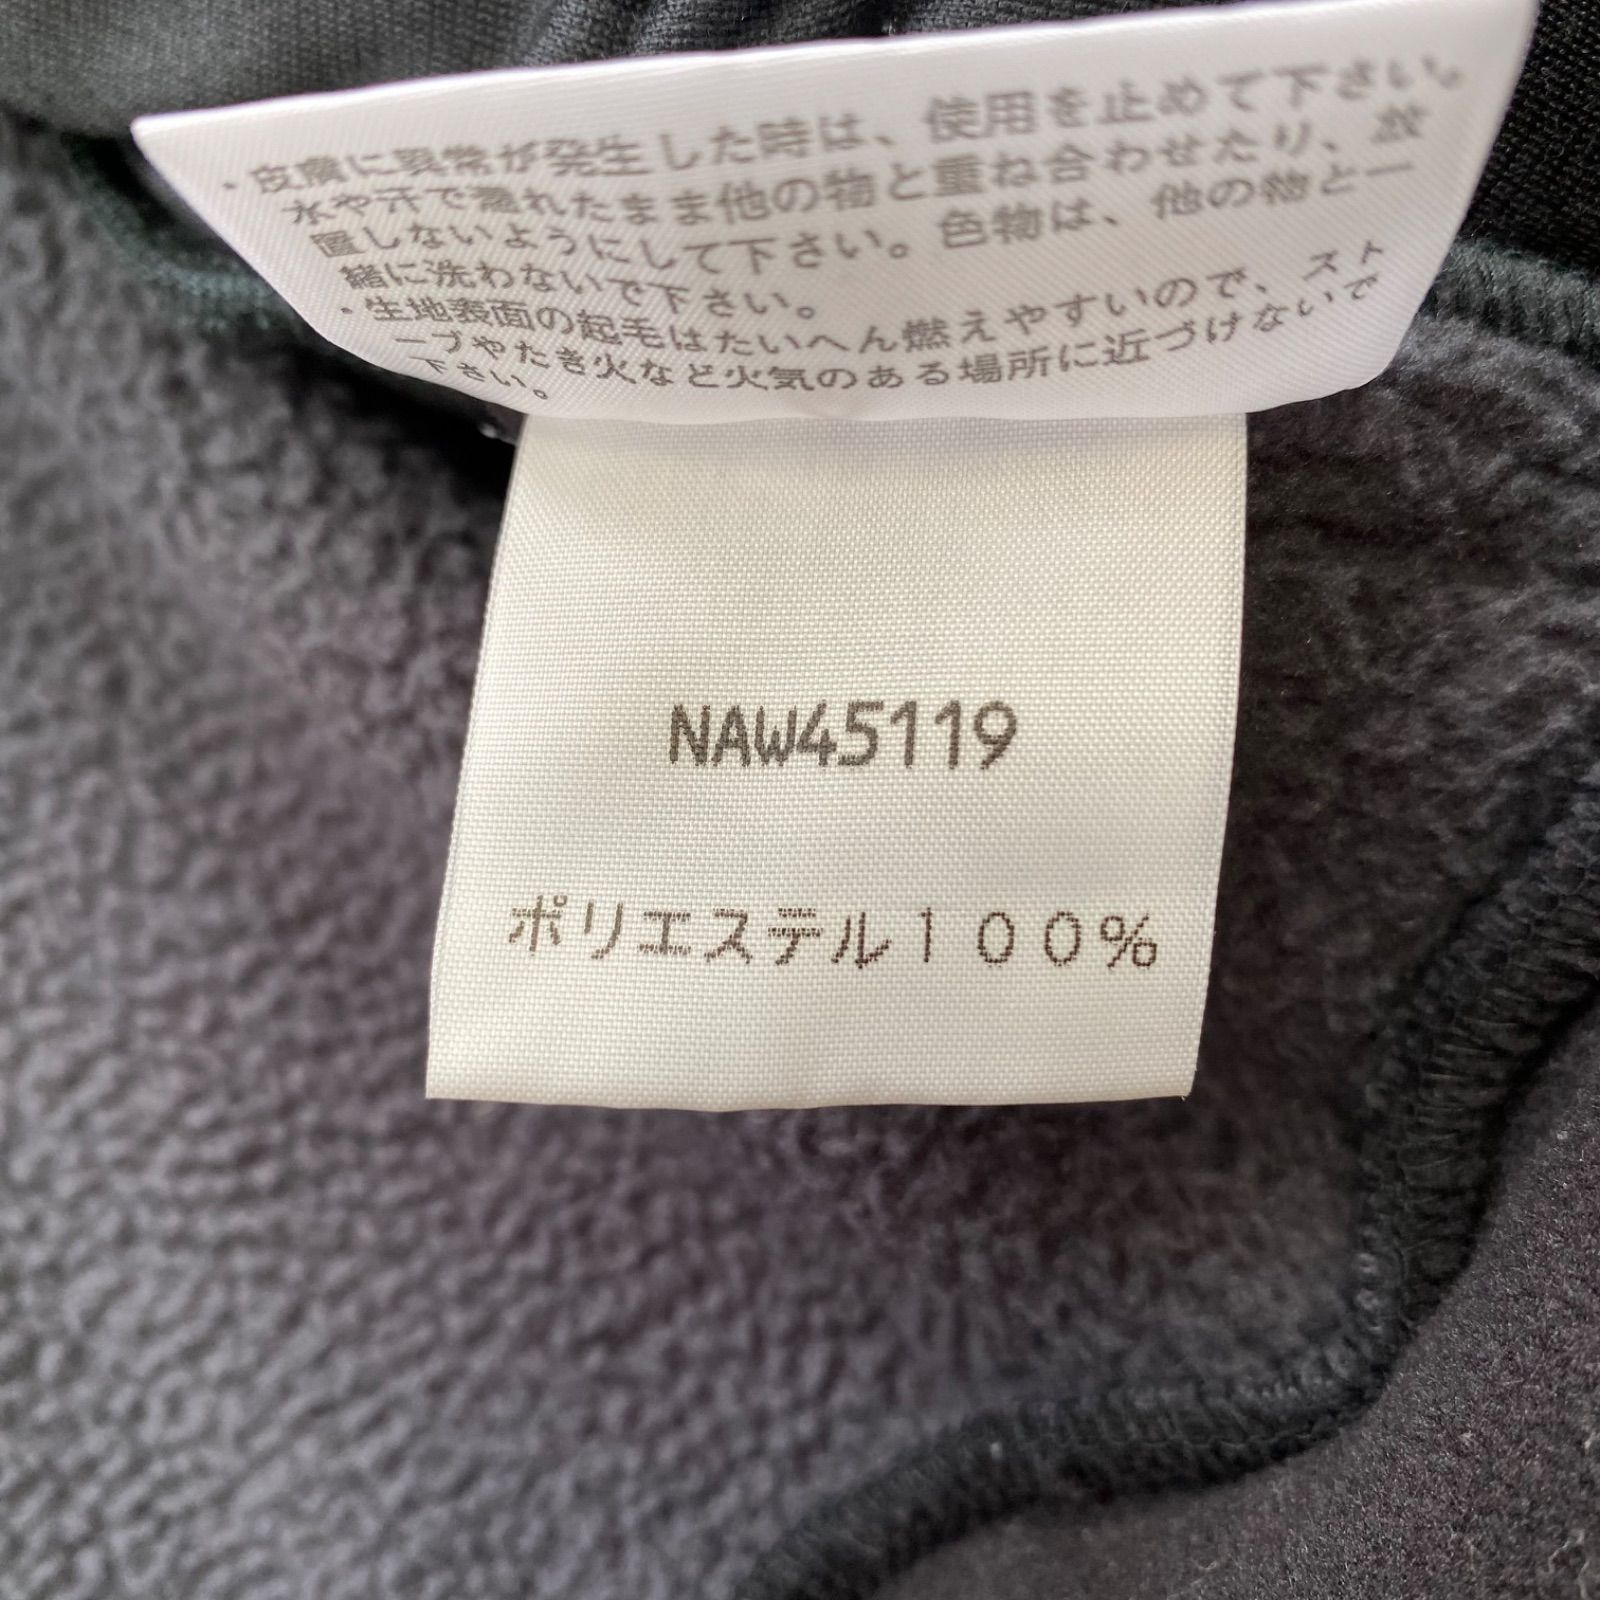 ・皮膚に異常が発生した時は、使用を止めて下さい。
水や汗で濡れたまま他の物と重ね合わせたり、放
置しないようにして下さい。色物は、他の物と一
緒に洗わないで下さい。
・生地表面の起毛はたいへん燃えやすいので、スト
ーブやたき火など火気のある場所に近づけないで
下さい。
NAW45119
ポリエステル100%